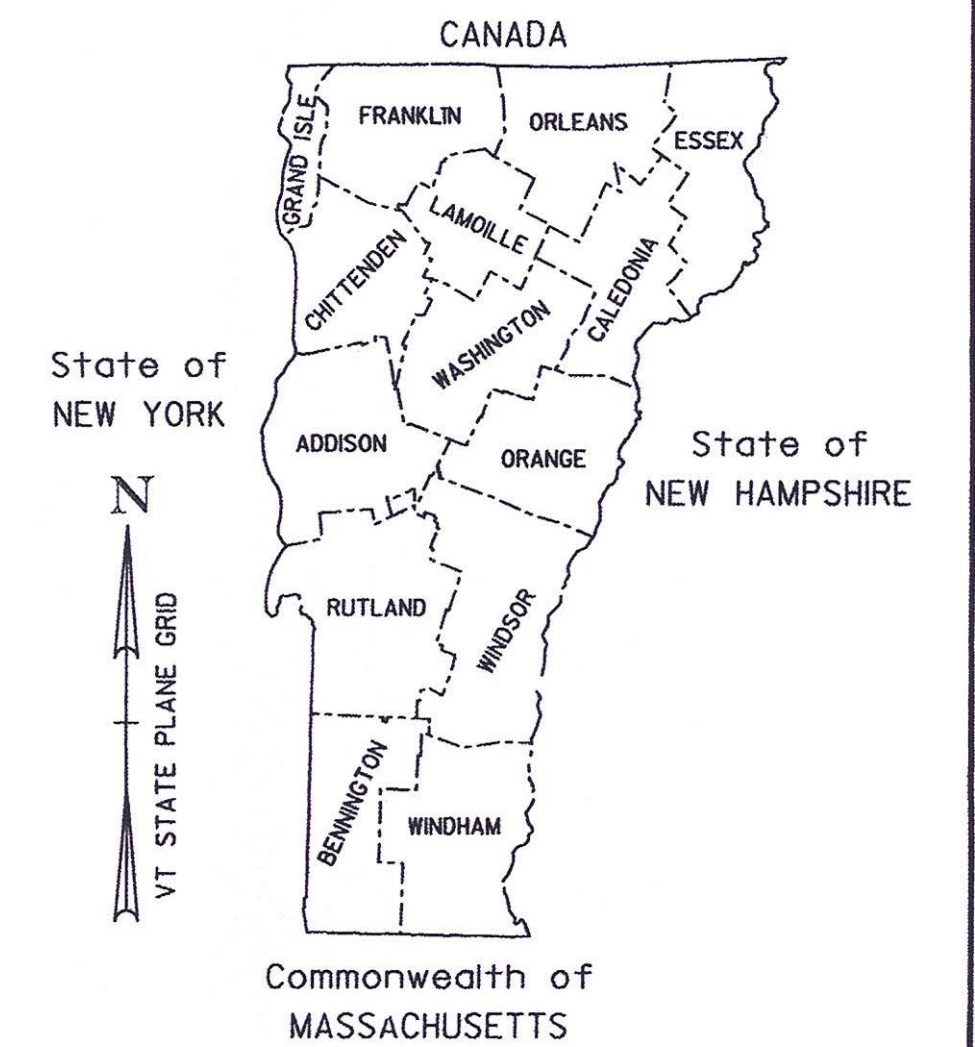 CANADA
GRAND ISLE
FRANKLIN
ORLEANS
ESSEX
LAMOILLE
CHITTENDEN
CALEDONIA
WASHINGTON
State of
NEW YORK
ADDISON
ORANGE
State of
NEW HAMPSHIRE
N
VT STATE PLANE GRID
RUTLAND
WINDSOR
BENNINGTON
WINDHAM
Commonwealth of
MASSACHUSETTS